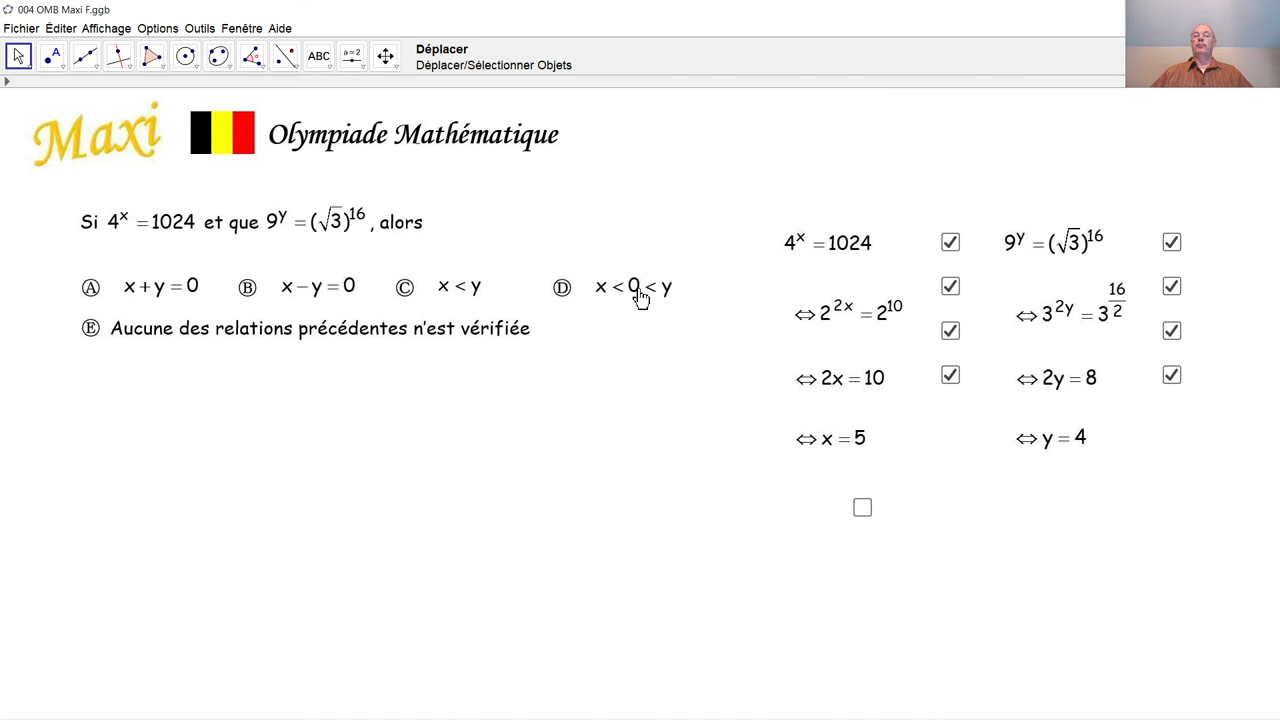 004 OMB Maxi F.ggb
Fichier Éditer Affichage Options Outils Fenêtre Aide
A ABC a=2
Déplacer
Déplacer/Sélectionner Objets
Maxi Olympiade Mathématique
Si 4^x = 1024 et que 9^y = (√3)^16, alors
Ⓐ x + y = 0 Ⓑ x − y = 0 Ⓒ x < y Ⓓ x < 0 < y
Ⓔ Aucune des relations précédentes n'est vérifiée
4^x = 1024 9^y = (√3)^16
⇔ 2^2x = 2^10 ⇔ 3^2y = 3^(16/2)
⇔ 2x = 10 ⇔ 2y = 8
⇔ x = 5 ⇔ y = 4